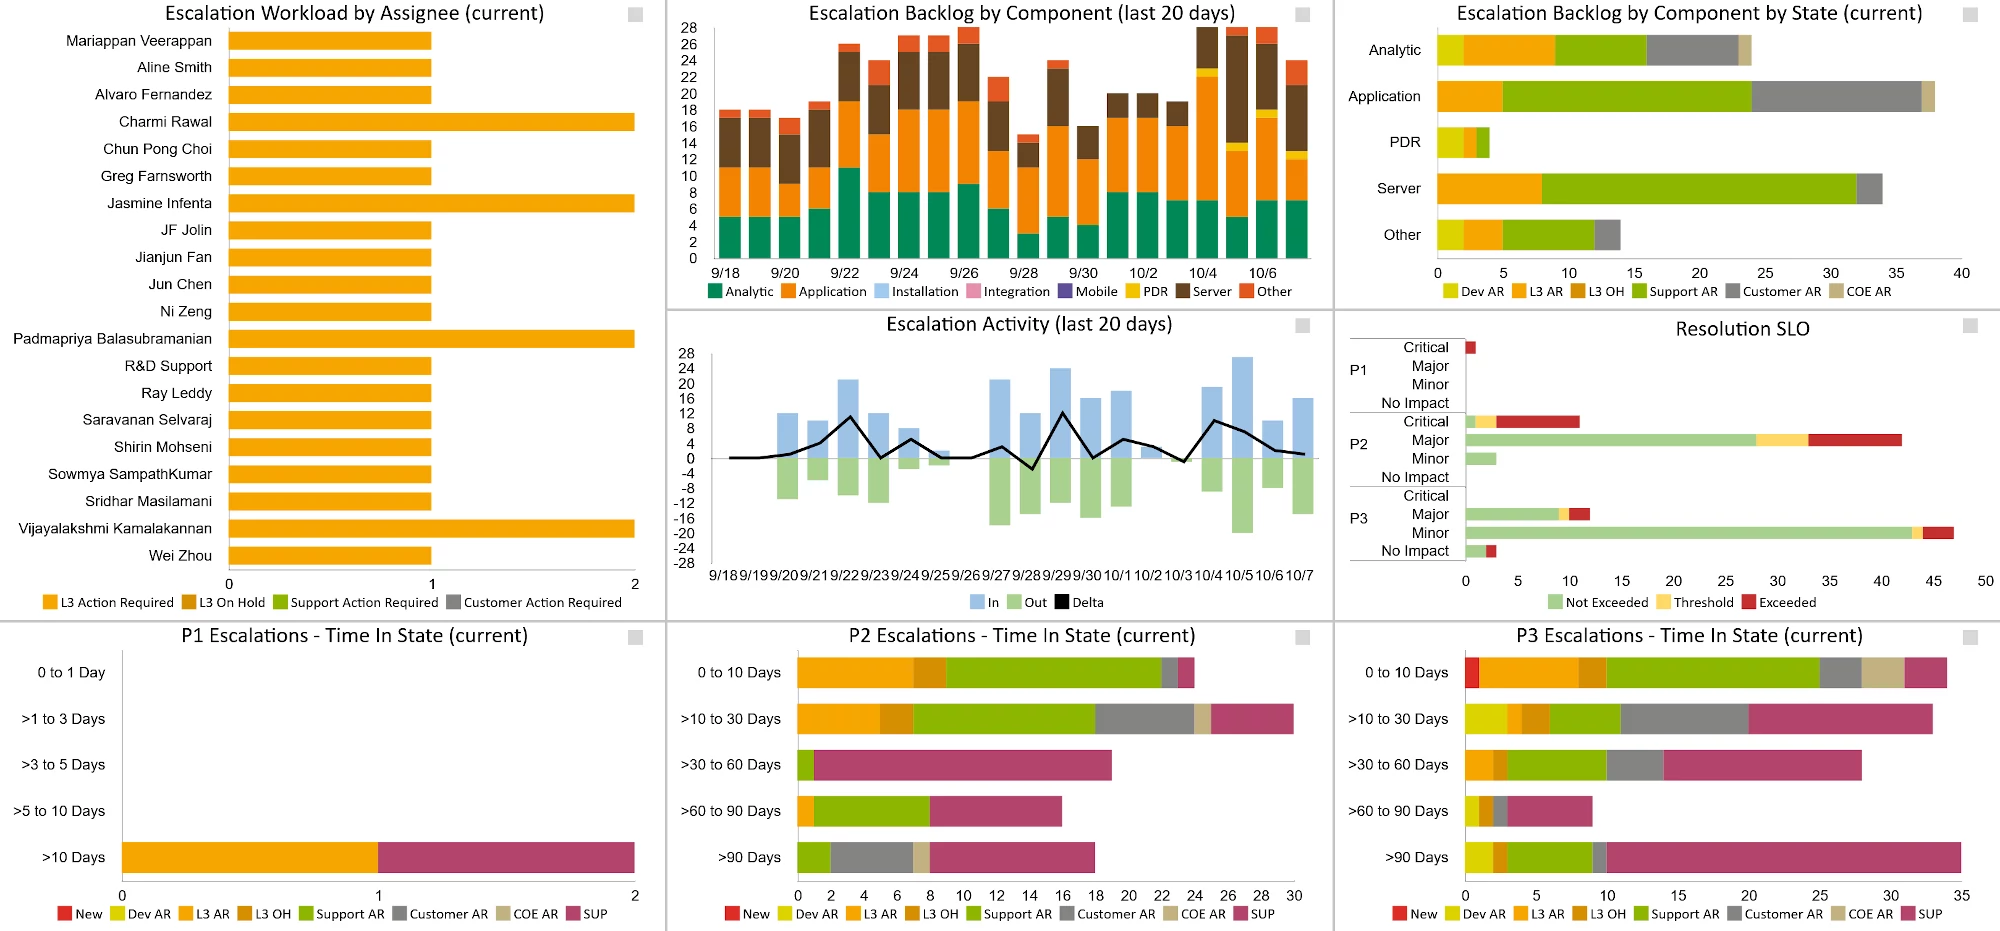 Escalation Workload by Assignee (current)
Mariappan Veerappan
Aline Smith
Alvaro Fernandez
Charmi Rawal
Chun Pong Choi
Greg Farnsworth
Jasmine Infenta
JF Jolin
Jianjun Fan
Jun Chen
Ni Zeng
Padmapriya Balasubramanian
R&D Support
Ray Leddy
Saravanan Selvaraj
Shirin Mohseni
Sowmya SampathKumar
Sridhar Masilamani
Vijayalakshmi Kamalakannan
Wei Zhou
0 1 2
L3 Action Required L3 On Hold Support Action Required Customer Action Required
Escalation Backlog by Component (last 20 days)
28
26
24
22
20
18
16
14
12
10
8
6
4
2
0
9/18 9/20 9/22 9/24 9/26 9/28 9/30 10/2 10/4 10/6
Analytic Application Installation Integration Mobile PDR Server Other
Escalation Backlog by Component by State (current)
Analytic
Application
PDR
Server
Other
0 5 10 15 20 25 30 35 40
Dev AR L3 AR L3 OH Support AR Customer AR COE AR
Escalation Activity (last 20 days)
28
24
20
16
12
8
4
0
-4
-8
-12
-16
-20
-24
-28
9/18 9/19 9/20 9/21 9/22 9/23 9/24 9/25 9/26 9/27 9/28 9/29 9/30 10/1 10/2 10/3 10/4 10/5 10/6 10/7
In Out Delta
Resolution SLO
P1
Critical
Major
Minor
No Impact
P2
Critical
Major
Minor
No Impact
P3
Critical
Major
Minor
No Impact
0 5 10 15 20 25 30 35 40 45 50
Not Exceeded Threshold Exceeded
P1 Escalations - Time In State (current)
0 to 1 Day
>1 to 3 Days
>3 to 5 Days
>5 to 10 Days
>10 Days
0 1 2
New Dev AR L3 AR L3 OH Support AR Customer AR COE AR SUP
P2 Escalations - Time In State (current)
0 to 10 Days
>10 to 30 Days
>30 to 60 Days
>60 to 90 Days
>90 Days
0 2 4 6 8 10 12 14 16 18 20 22 24 26 28 30
New Dev AR L3 AR L3 OH Support AR Customer AR COE AR SUP
P3 Escalations - Time In State (current)
0 to 10 Days
>10 to 30 Days
>30 to 60 Days
>60 to 90 Days
>90 Days
0 5 10 15 20 25 30 35
New Dev AR L3 AR L3 OH Support AR Customer AR COE AR SUP